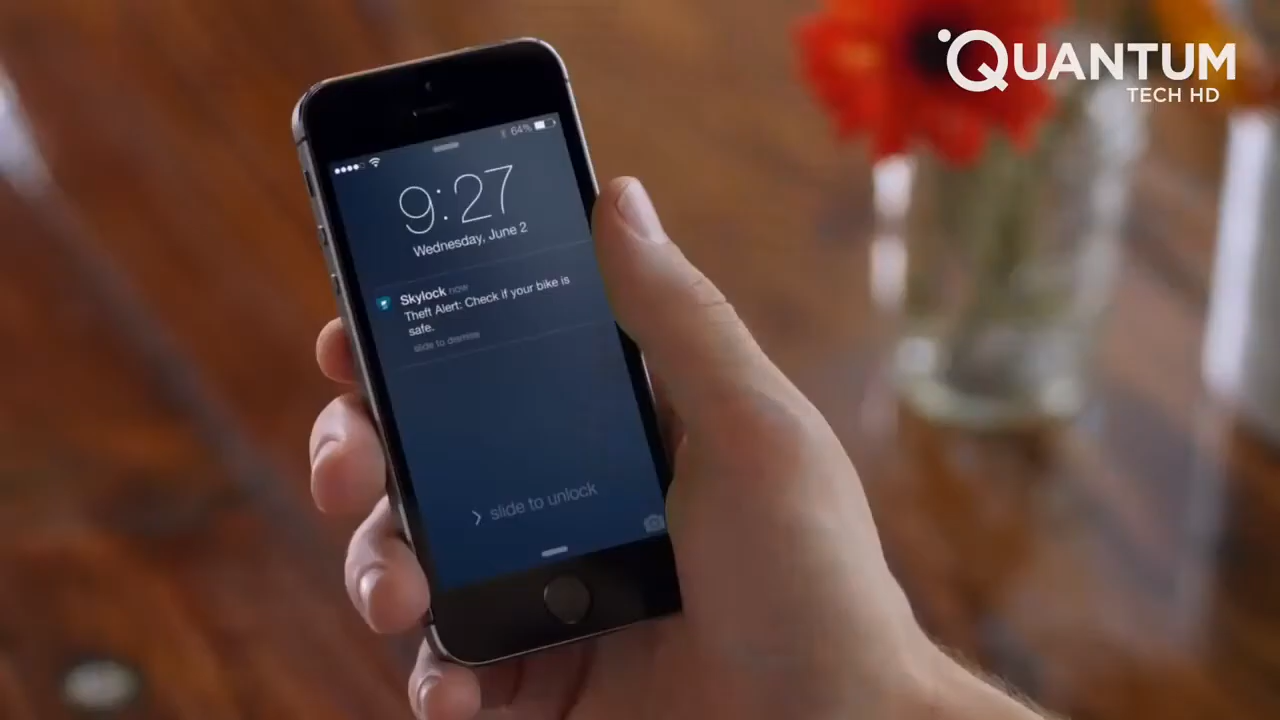 QUANTUM
TECH HD
64%
9:27
Wednesday, June 2
Skylock now
Theft Alert: Check if your bike is
safe.
slide to dismiss
slide to unlock